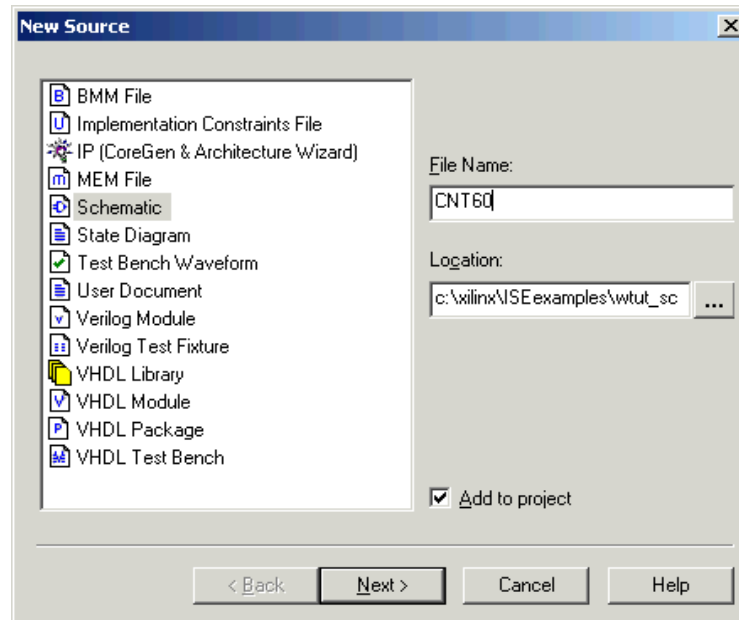 New Source
BMM File
Implementation Constraints File
IP (CoreGen & Architecture Wizard)
MEM File
Schematic
State Diagram
Test Bench Waveform
User Document
Verilog Module
Verilog Test Fixture
VHDL Library
VHDL Module
VHDL Package
VHDL Test Bench
File Name:
CNT60
Location:
c:\xilinx\ISEexamples\wtut_sc
...
Add to project
< Back
Next >
Cancel
Help